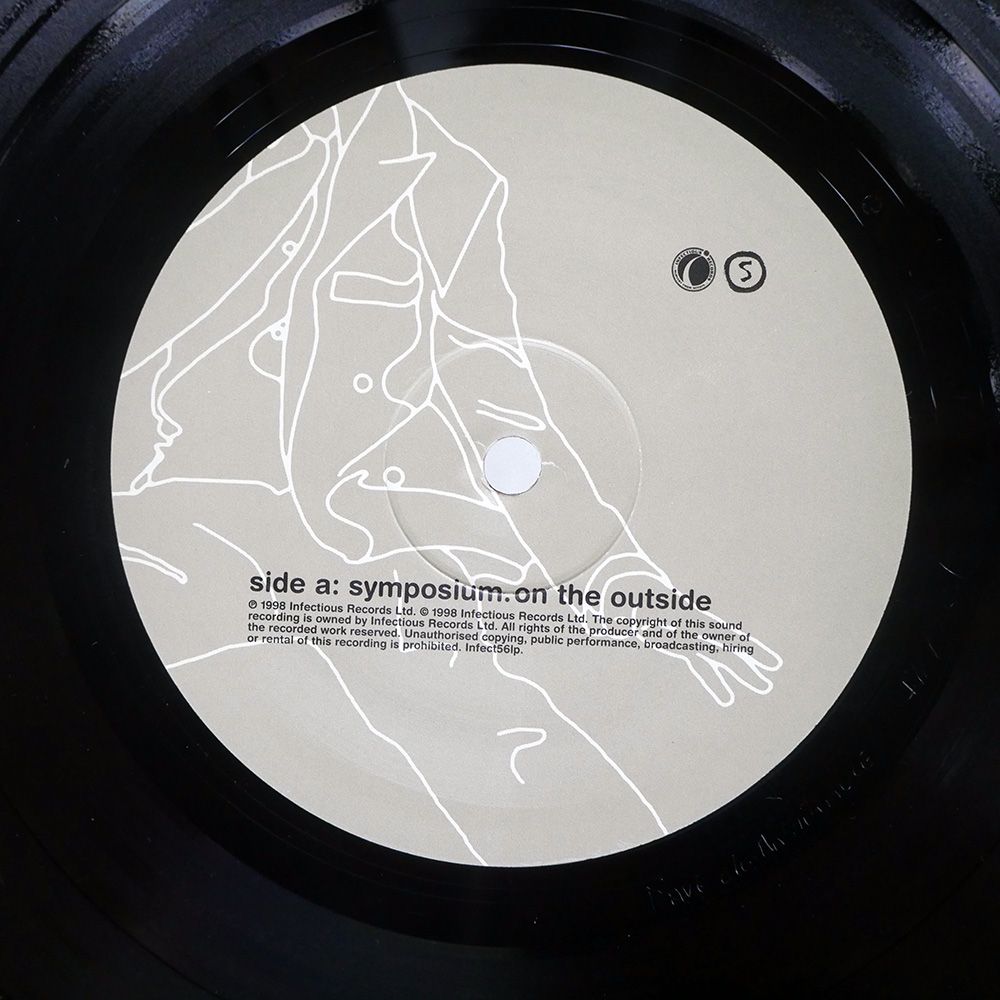 side a: symposium. on the outside
℗ 1998 Infectious Records Ltd. © 1998 Infectious Records Ltd. The copyright of this sound
recording is owned by Infectious Records Ltd. All rights of the producer and of the owner of
the recorded work reserved. Unauthorised copying, public performance, broadcasting, hiring
or rental of this recording is prohibited. Infect56lp.